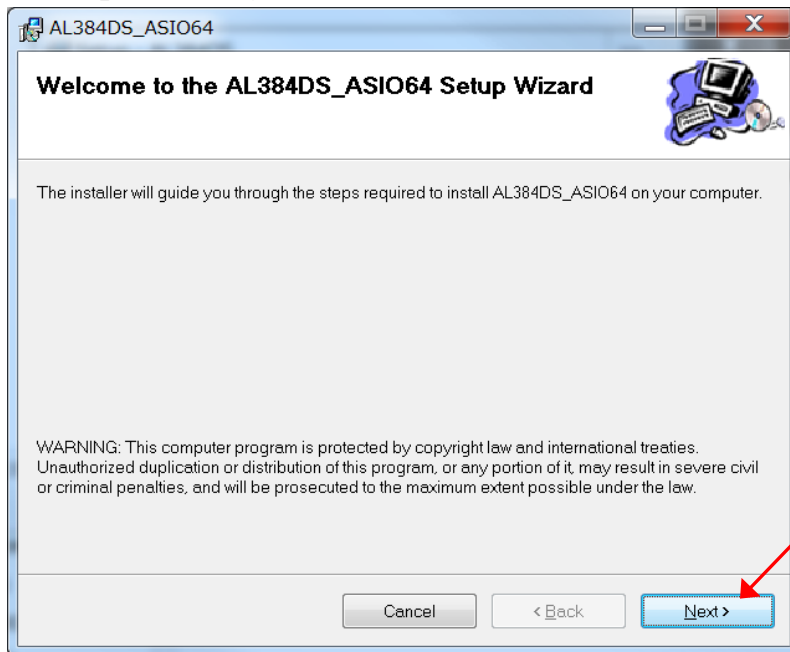 AL384DS_ASIO64
Welcome to the AL384DS_ASIO64 Setup Wizard
The installer will guide you through the steps required to install AL384DS_ASIO64 on your computer.
WARNING: This computer program is protected by copyright law and international treaties.
Unauthorized duplication or distribution of this program, or any portion of it, may result in severe civil
or criminal penalties, and will be prosecuted to the maximum extent possible under the law.
Cancel
< Back
Next >